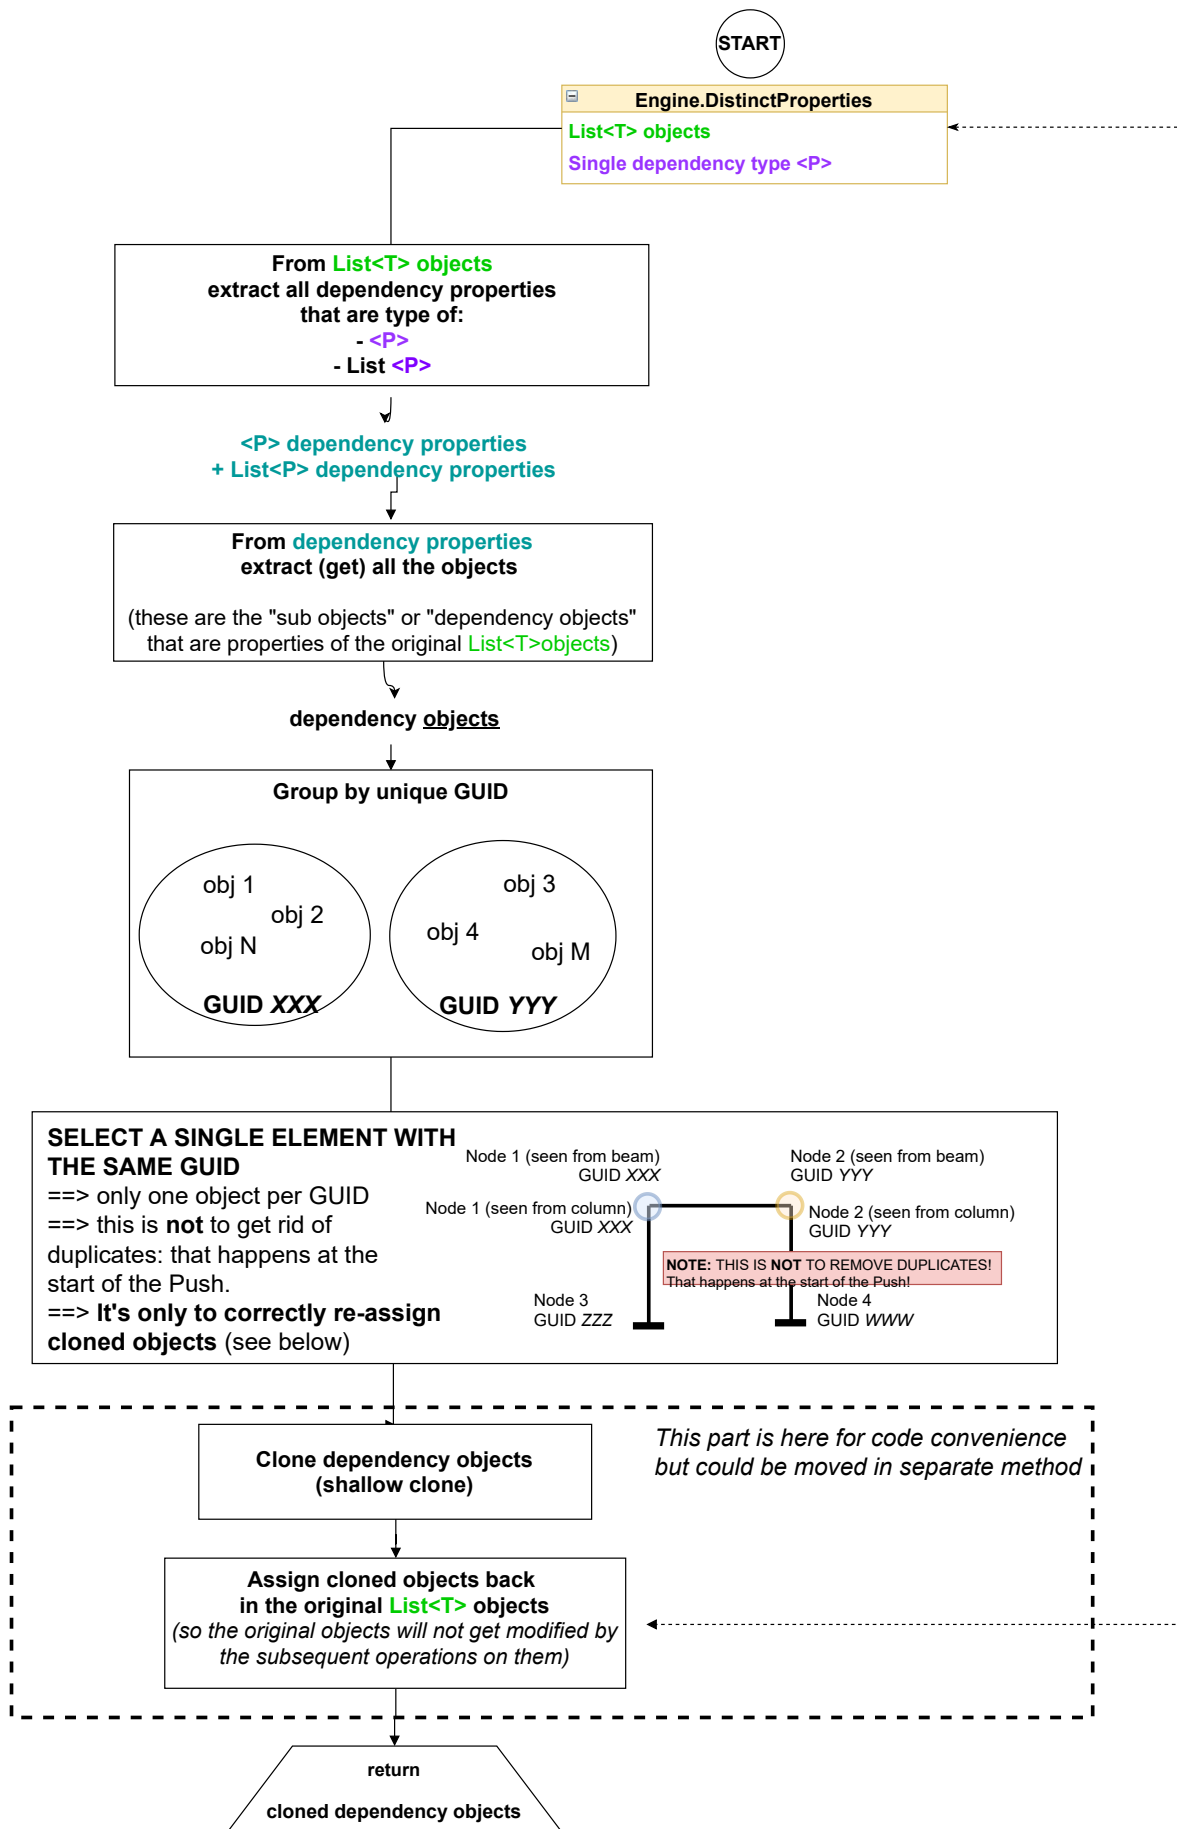 START
Engine.DistinctProperties
List<T> objects
Single dependency type <P>
From List<T> objects
extract all dependency properties
that are type of:
- <P>
- List <P>
<P> dependency properties
+ List<P> dependency properties
From dependency properties
extract (get) all the objects
(these are the "sub objects" or "dependency objects"
that are properties of the original List<T>objects)
dependency objects
Group by unique GUID
obj 1
obj 2
obj N
GUID XXX
obj 3
obj 4
obj M
GUID YYY
SELECT A SINGLE ELEMENT WITH
THE SAME GUID
==> only one object per GUID
==> this is not to get rid of
duplicates: that happens at the
start of the Push.
==> It's only to correctly re-assign
cloned objects (see below)
Node 1 (seen from beam)
GUID XXX
Node 1 (seen from column)
GUID XXX
Node 2 (seen from beam)
GUID YYY
Node 2 (seen from column)
GUID YYY
NOTE: THIS IS NOT TO REMOVE DUPLICATES!
That happens at the start of the Push!
Node 3
GUID ZZZ
Node 4
GUID WWW
This part is here for code convenience
but could be moved in separate method
Clone dependency objects
(shallow clone)
Assign cloned objects back
in the original List<T> objects
(so the original objects will not get modified by
the subsequent operations on them)
return
cloned dependency objects